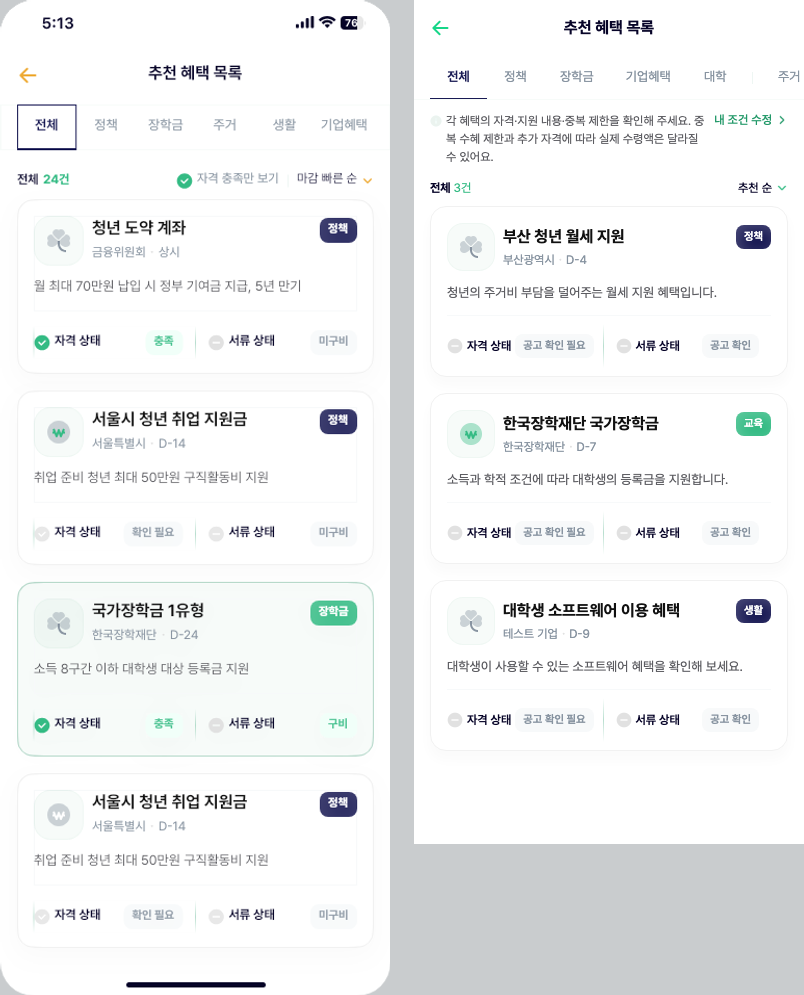 5:13
76
추천 혜택 목록
전체 정책 장학금 주거 생활 기업혜택
전체 24건 자격 충족만 보기 마감 빠른 순
청년 도약 계좌 정책
금융위원회 · 상시
월 최대 70만원 납입 시 정부 기여금 지급, 5년 만기
자격 상태 충족 서류 상태 미구비
서울시 청년 취업 지원금 정책
서울특별시 · D-14
취업 준비 청년 최대 50만원 구직활동비 지원
자격 상태 확인 필요 서류 상태 미구비
국가장학금 1유형 장학금
한국장학재단 · D-24
소득 8구간 이하 대학생 대상 등록금 지원
자격 상태 충족 서류 상태 구비
서울시 청년 취업 지원금 정책
서울특별시 · D-14
취업 준비 청년 최대 50만원 구직활동비 지원
자격 상태 확인 필요 서류 상태 미구비
추천 혜택 목록
전체 정책 장학금 기업혜택 대학 주거
각 혜택의 자격·지원 내용·중복 제한을 확인해 주세요. 중 내 조건 수정
복 수혜 제한과 추가 자격에 따라 실제 수령액은 달라질
수 있어요.
전체 3건 추천 순
부산 청년 월세 지원 정책
부산광역시 · D-4
청년의 주거비 부담을 덜어주는 월세 지원 혜택입니다.
자격 상태 공고 확인 필요 서류 상태 공고 확인
한국장학재단 국가장학금 교육
한국장학재단 · D-7
소득과 학적 조건에 따라 대학생의 등록금을 지원합니다.
자격 상태 공고 확인 필요 서류 상태 공고 확인
대학생 소프트웨어 이용 혜택 생활
테스트 기업 · D-9
대학생이 사용할 수 있는 소프트웨어 혜택을 확인해 보세요.
자격 상태 공고 확인 필요 서류 상태 공고 확인